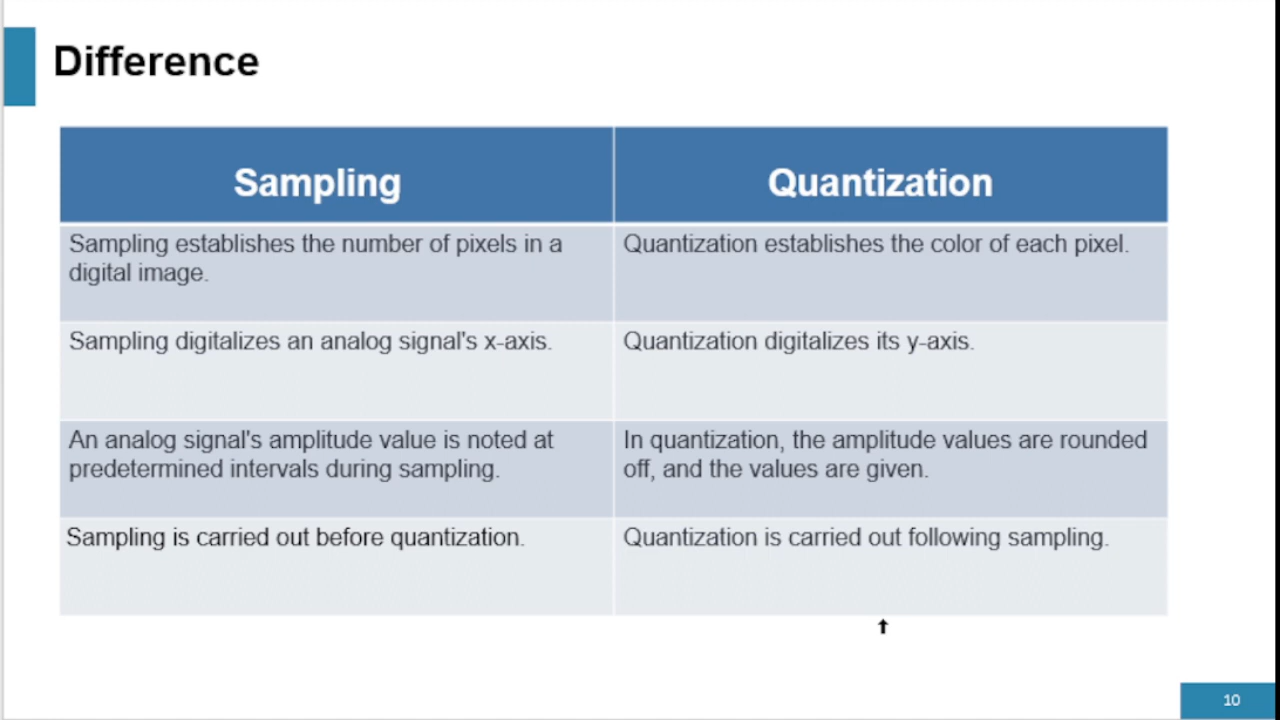 Difference
Sampling
Quantization
Sampling establishes the number of pixels in a
digital image.
Quantization establishes the color of each pixel.
Sampling digitalizes an analog signal's x-axis.
Quantization digitalizes its y-axis.
An analog signal's amplitude value is noted at
predetermined intervals during sampling.
In quantization, the amplitude values are rounded
off, and the values are given.
Sampling is carried out before quantization.
Quantization is carried out following sampling.
10